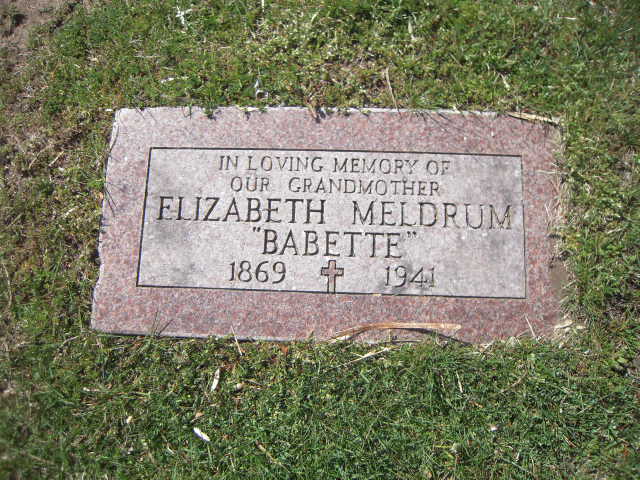 IN LOVING MEMORY OF
OUR GRANDMOTHER
ELIZABETH MELDRUM
"BABETTE"
1869 1941